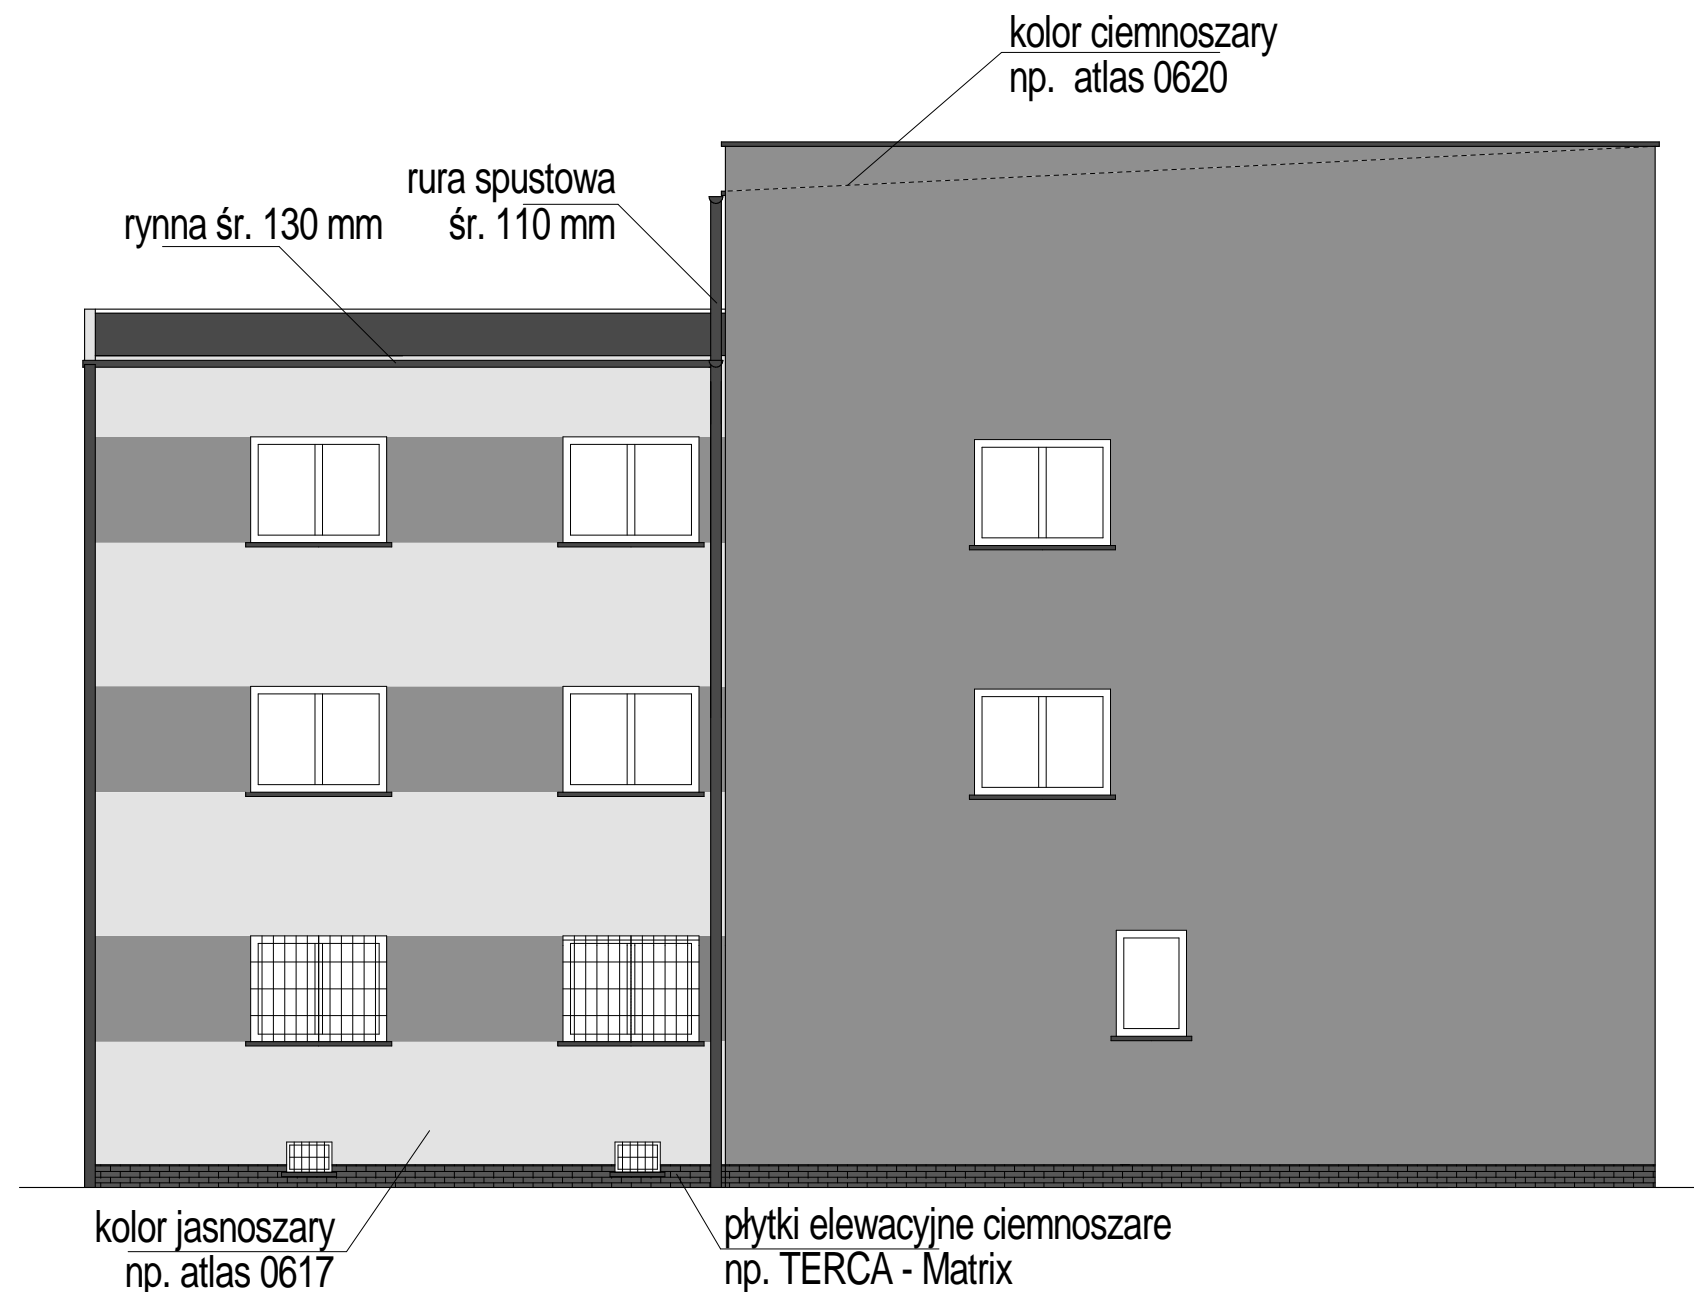 kolor ciemnoszary
np. atlas 0620
rura spustowa
śr. 110 mm
rynna śr. 130 mm
kolor jasnoszary
np. atlas 0617
płytki elewacyjne ciemnoszare
np. TERCA - Matrix